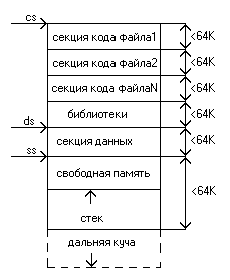 cs
секция кода файла1 <64K
секция кода файла2 <64K
секция кода файлаN <64K
библиотеки <64K
ds
секция данных <64K
ss
свободная память
<64K
стек
дальняя куча